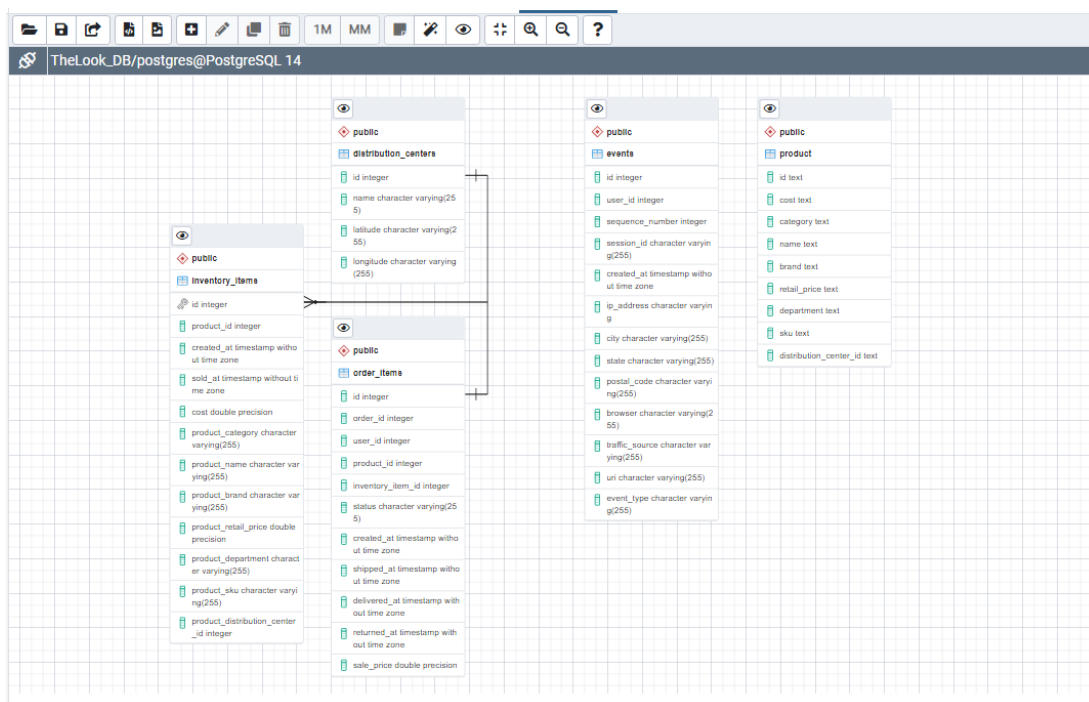 1M MM ?
TheLook_DB/postgres@PostgreSQL 14
public
distribution_centers
id integer
name character varying(25
5)
latitude character varying(2
55)
longitude character varying
(255)
public
events
id integer
user_id integer
sequence_number integer
session_id character varyin
g(255)
created_at timestamp witho
ut time zone
ip_address character varyin
g
city character varying(255)
state character varying(255)
postal_code character varyi
ng(255)
browser character varying(2
55)
traffic_source character var
ying(255)
uri character varying(255)
event_type character varyin
g(255)
public
product
id text
cost text
category text
name text
brand text
retail_price text
department text
sku text
distribution_center_id text
public
inventory_items
id integer
product_id integer
created_at timestamp witho
ut time zone
sold_at timestamp without ti
me zone
cost double precision
product_category character
varying(255)
product_name character var
ying(255)
product_brand character var
ying(255)
product_retail_price double
precision
product_department charact
er varying(255)
product_sku character varyi
ng(255)
product_distribution_center
_id integer
public
order_items
id integer
order_id integer
user_id integer
product_id integer
inventory_item_id integer
status character varying(25
5)
created_at timestamp witho
ut time zone
shipped_at timestamp witho
ut time zone
delivered_at timestamp with
out time zone
returned_at timestamp with
out time zone
sale_price double precision